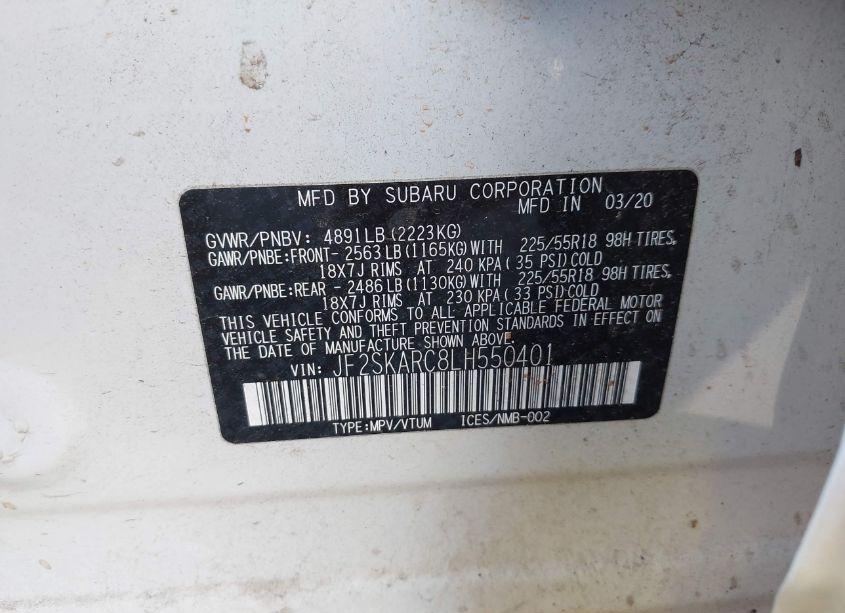 MFD BY SUBARU CORPORATION
MFD IN 03/20
GVWR/PNBV: 4891LB(2223KG)
GAWR/PNBE:FRONT- 2563LB(1165KG)WITH 225/55R18 98H TIRES,
18X7J RIMS AT 240 KPA(35 PSI)COLD
GAWR/PNBE:REAR - 2486LB(1130KG)WITH 225/55R18 98H TIRES,
18X7J RIMS AT 230 KPA(33 PSI)COLD
THIS VEHICLE CONFORMS TO ALL APPLICABLE FEDERAL MOTOR
VEHICLE SAFETY AND THEFT PREVENTION STANDARDS IN EFFECT ON
THE DATE OF MANUFACTURE SHOWN ABOVE.
VIN: JF2SKARC8LH550401
TYPE:MPV/VTUM ICES/NMB-002